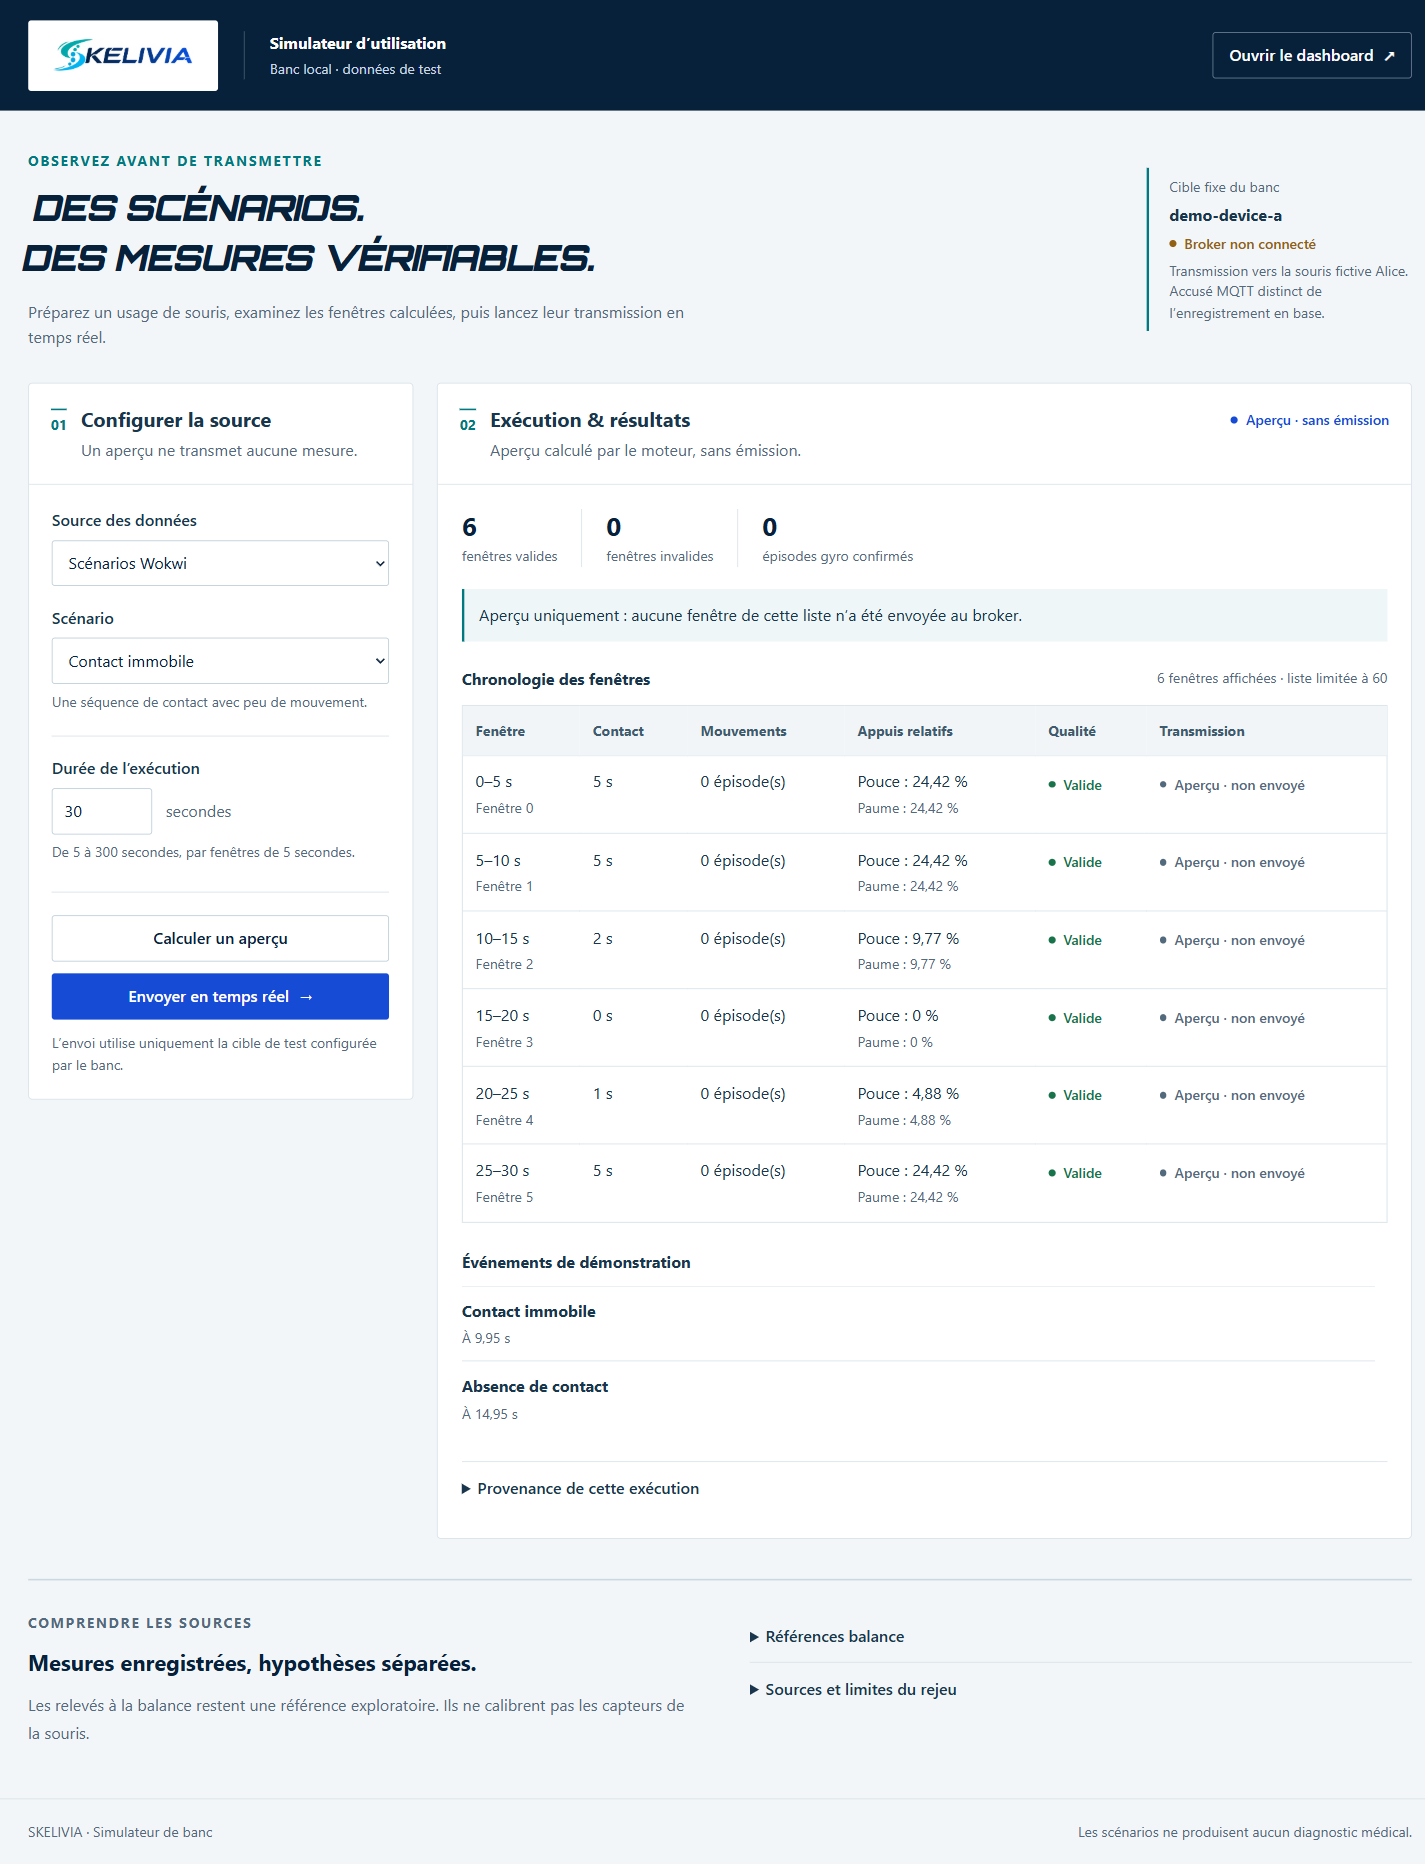 SKELIVIA
Simulateur d'utilisation
Banc local · données de test
Ouvrir le dashboard ↗
OBSERVEZ AVANT DE TRANSMETTRE
DES SCÉNARIOS.
DES MESURES VÉRIFIABLES.
Préparez un usage de souris, examinez les fenêtres calculées, puis lancez leur transmission en
temps réel.
Cible fixe du banc
demo-device-a
Broker non connecté
Transmission vers la souris fictive Alice.
Accusé MQTT distinct de
l'enregistrement en base.
01 Configurer la source
Un aperçu ne transmet aucune mesure.
Source des données
Scénarios Wokwi
Scénario
Contact immobile
Une séquence de contact avec peu de mouvement.
Durée de l'exécution
30 secondes
De 5 à 300 secondes, par fenêtres de 5 secondes.
Calculer un aperçu
Envoyer en temps réel →
L'envoi utilise uniquement la cible de test configurée
par le banc.
02 Exécution & résultats
Aperçu calculé par le moteur, sans émission.
Aperçu · sans émission
6 0 0
fenêtres valides fenêtres invalides épisodes gyro confirmés
Aperçu uniquement : aucune fenêtre de cette liste n'a été envoyée au broker.
Chronologie des fenêtres 6 fenêtres affichées · liste limitée à 60
Fenêtre Contact Mouvements Appuis relatifs Qualité Transmission
0–5 s 5 s 0 épisode(s) Pouce : 24,42 % Valide Aperçu · non envoyé
Fenêtre 0 Paume : 24,42 %
5–10 s 5 s 0 épisode(s) Pouce : 24,42 % Valide Aperçu · non envoyé
Fenêtre 1 Paume : 24,42 %
10–15 s 2 s 0 épisode(s) Pouce : 9,77 % Valide Aperçu · non envoyé
Fenêtre 2 Paume : 9,77 %
15–20 s 0 s 0 épisode(s) Pouce : 0 % Valide Aperçu · non envoyé
Fenêtre 3 Paume : 0 %
20–25 s 1 s 0 épisode(s) Pouce : 4,88 % Valide Aperçu · non envoyé
Fenêtre 4 Paume : 4,88 %
25–30 s 5 s 0 épisode(s) Pouce : 24,42 % Valide Aperçu · non envoyé
Fenêtre 5 Paume : 24,42 %
Événements de démonstration
Contact immobile
À 9,95 s
Absence de contact
À 14,95 s
Provenance de cette exécution
COMPRENDRE LES SOURCES
Mesures enregistrées, hypothèses séparées.
Les relevés à la balance restent une référence exploratoire. Ils ne calibrent pas les capteurs de
la souris.
Références balance
Sources et limites du rejeu
SKELIVIA · Simulateur de banc
Les scénarios ne produisent aucun diagnostic médical.